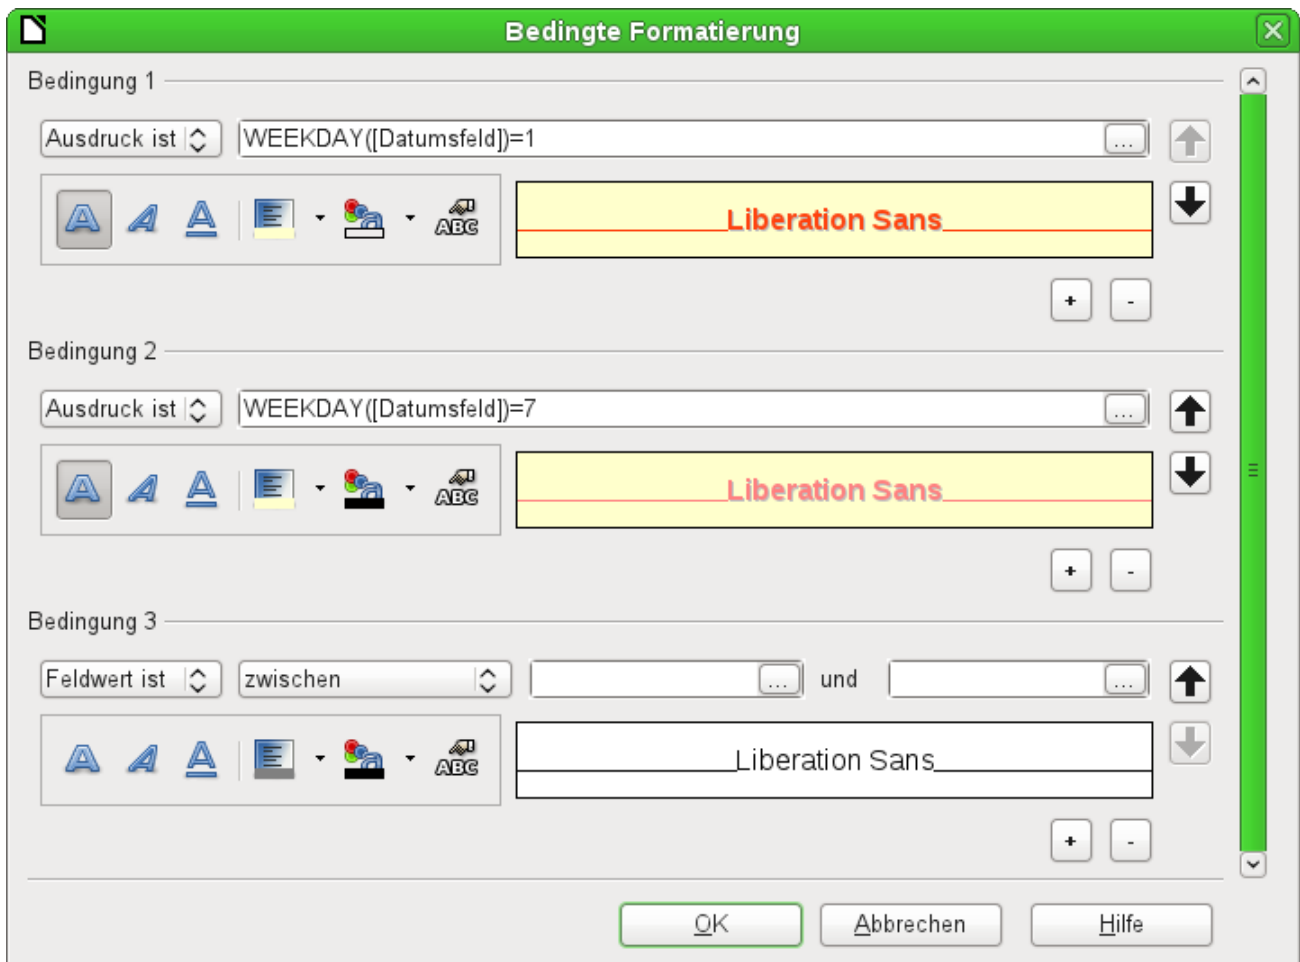 Bedingte Formatierung
Bedingung 1
Ausdruck ist WEEKDAY([Datumsfeld])=1 ...
A A A ABC Liberation Sans
+ -
Bedingung 2
Ausdruck ist WEEKDAY([Datumsfeld])=7 ...
A A A ABC Liberation Sans
+ -
Bedingung 3
Feldwert ist zwischen ... und ...
A A A ABC Liberation Sans
+ -
OK Abbrechen Hilfe